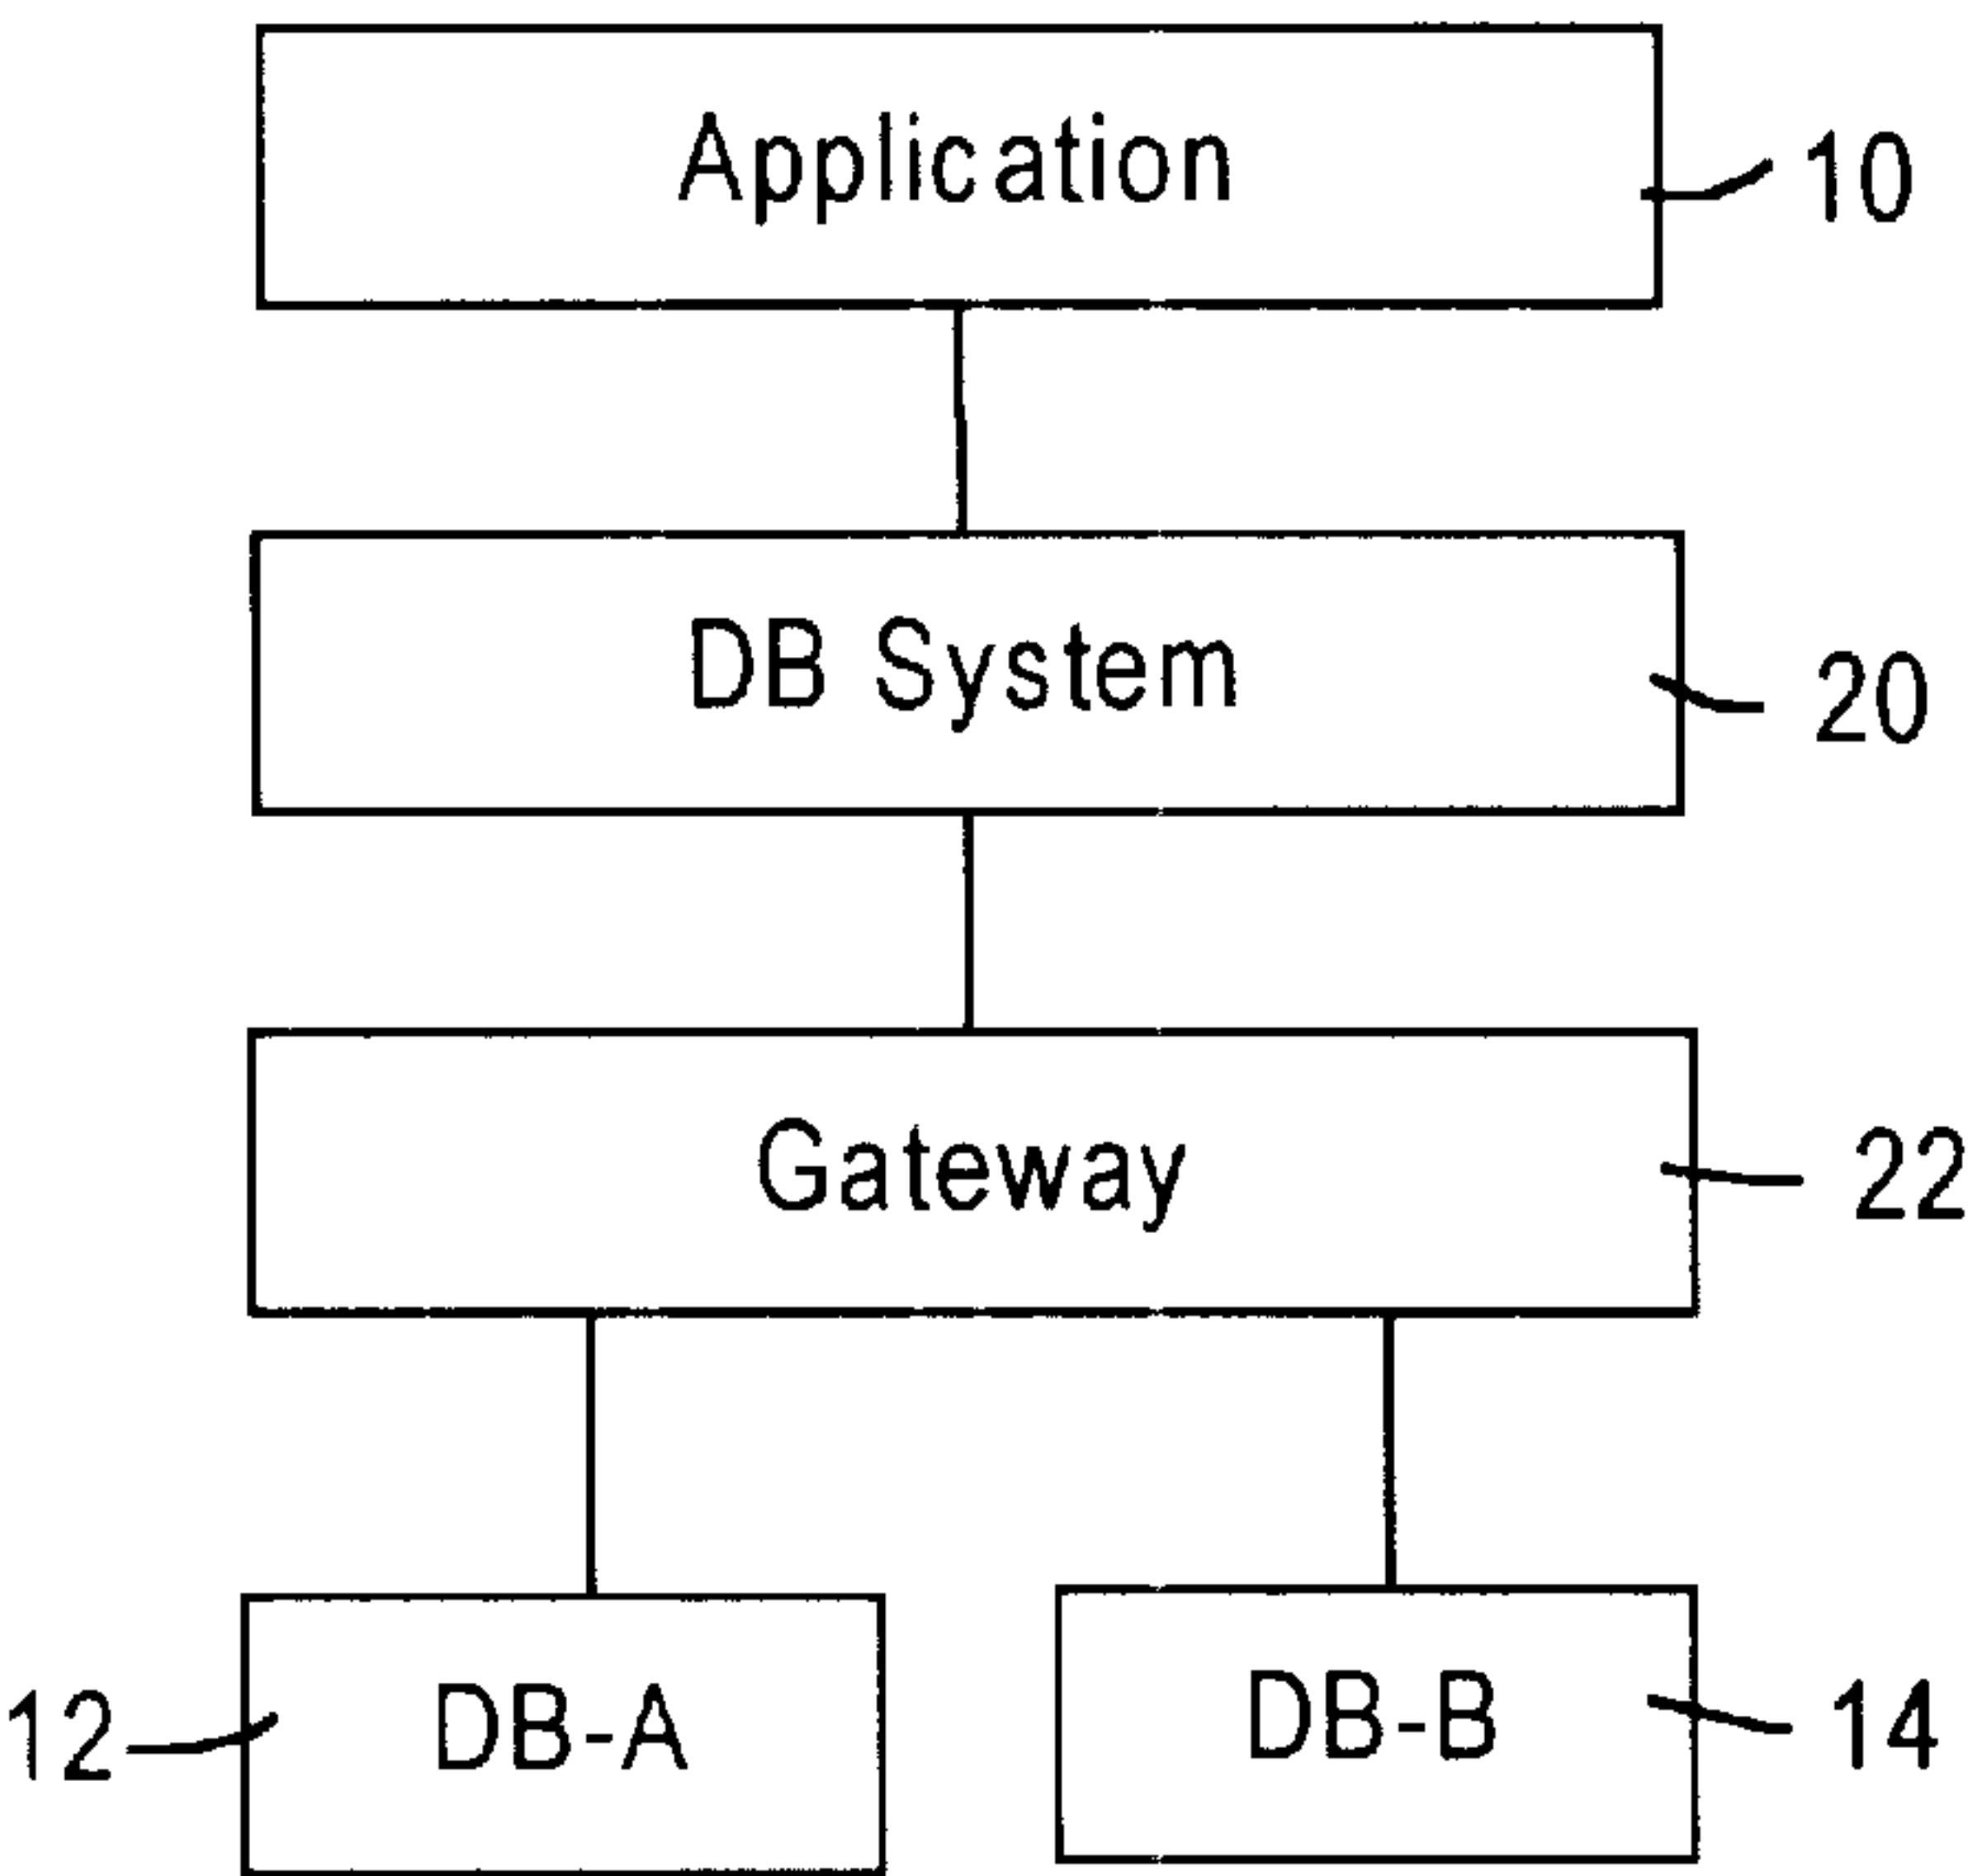 Application
10
DB System
20
Gateway
22
12
DB-A
DB-B
14